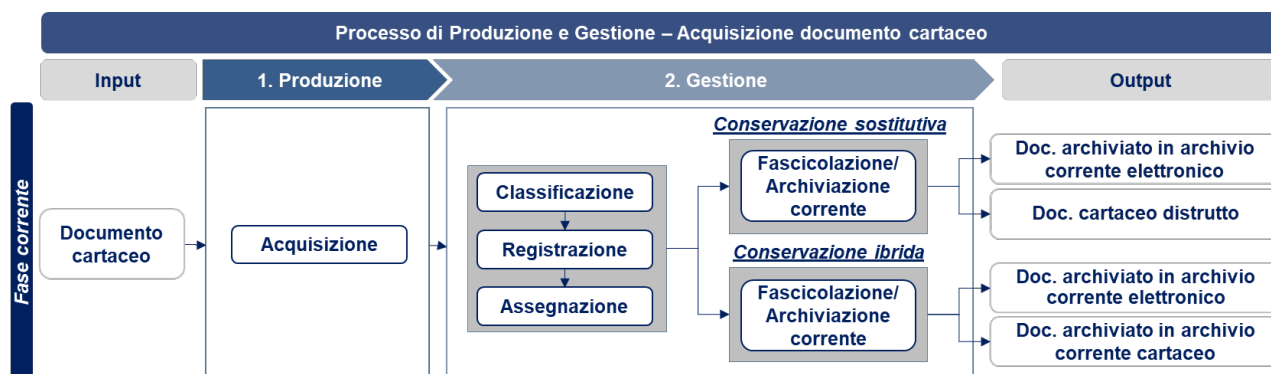 Processo di Produzione e Gestione – Acquisizione documento cartaceo
Input
1. Produzione
2. Gestione
Output
Fase corrente
Documento
cartaceo
Acquisizione
Classificazione
Registrazione
Assegnazione
Conservazione sostitutiva
Fascicolazione/
Archiviazione
corrente
Conservazione ibrida
Fascicolazione/
Archiviazione
corrente
Doc. archiviato in archivio
corrente elettronico
Doc. cartaceo distrutto
Doc. archiviato in archivio
corrente elettronico
Doc. archiviato in archivio
corrente cartaceo